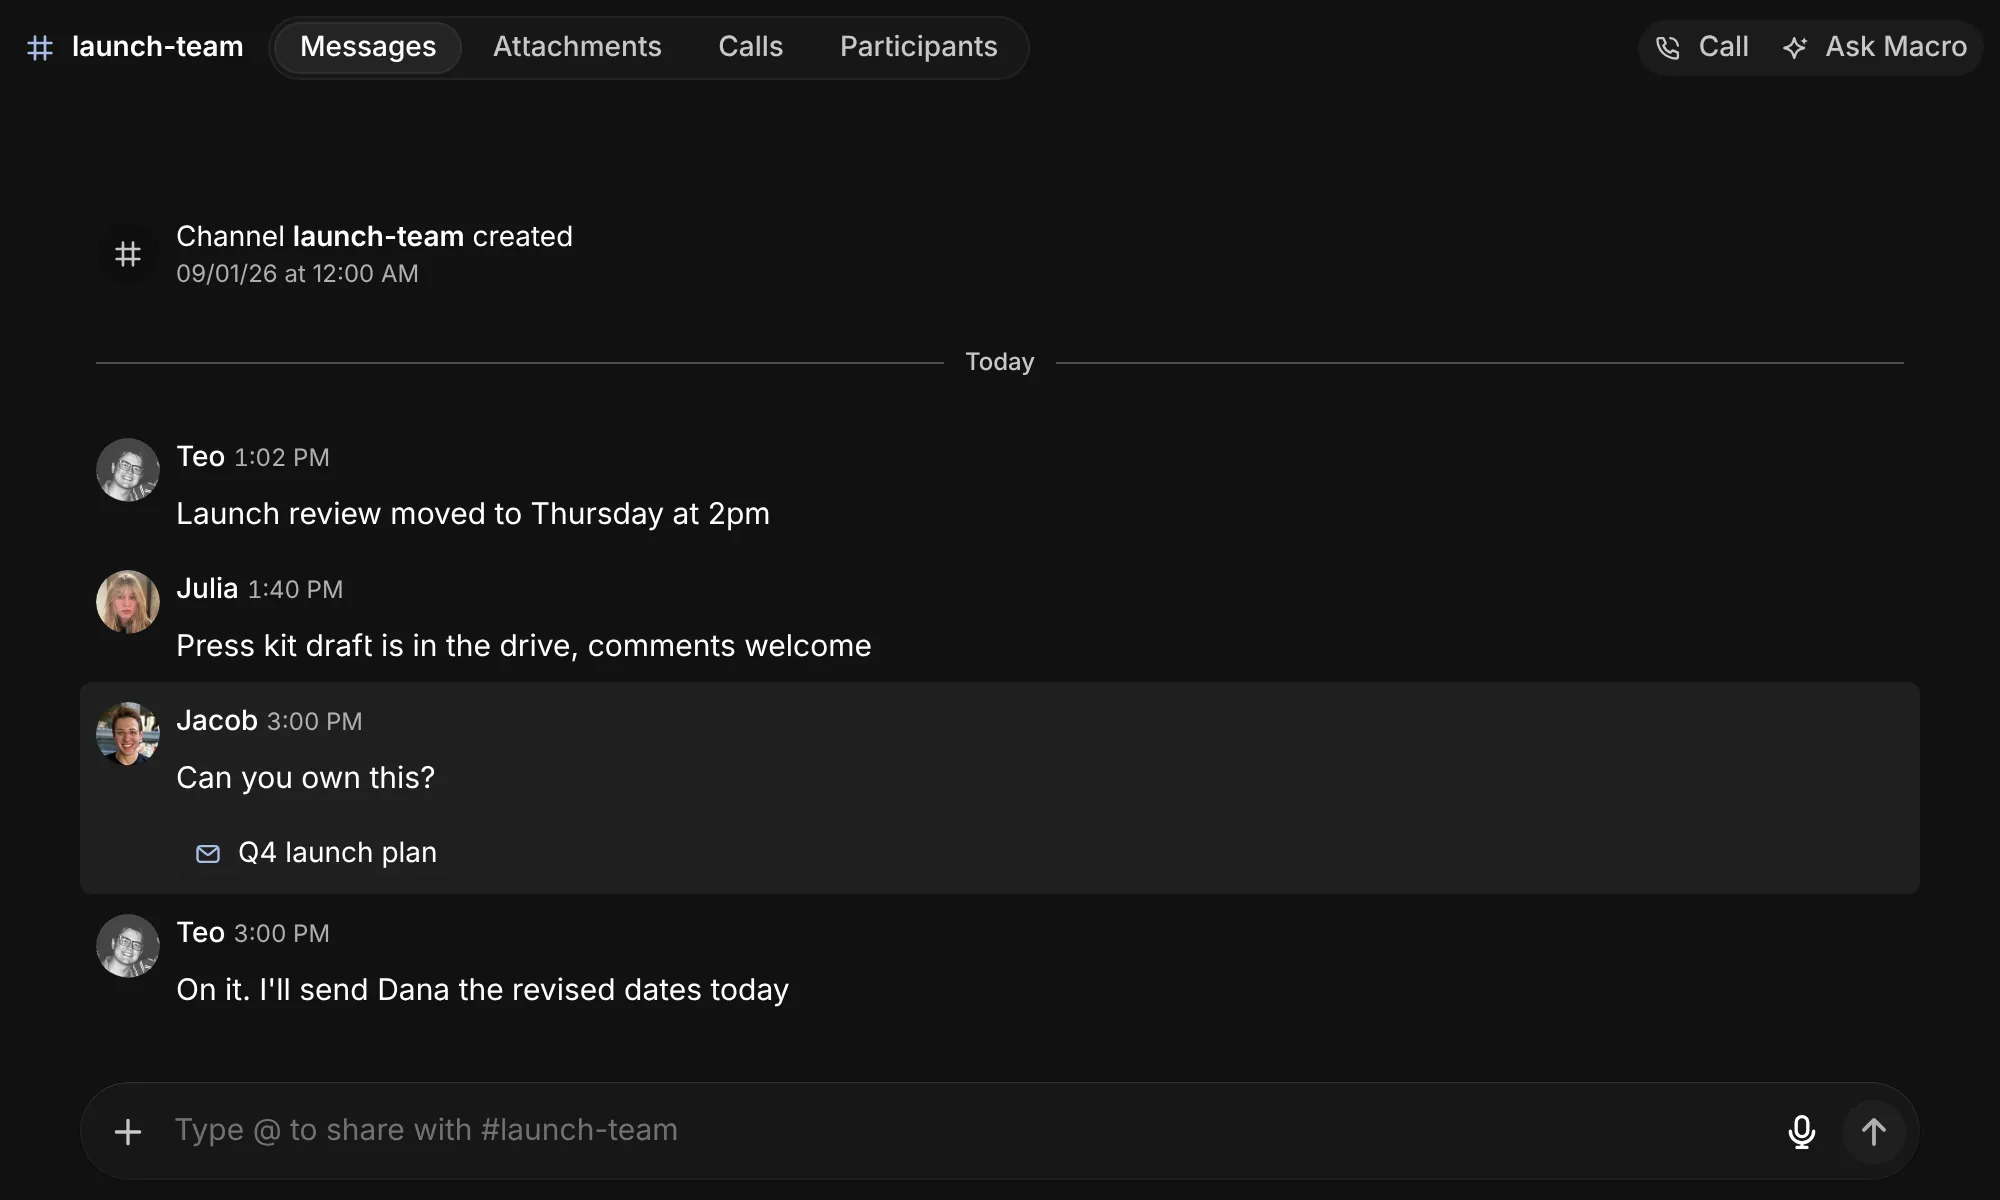 launch-team
Messages
Attachments
Calls
Participants
Call
Ask Macro
Channel launch-team created
09/01/26 at 12:00 AM
Today
Teo 1:02 PM
Launch review moved to Thursday at 2pm
Julia 1:40 PM
Press kit draft is in the drive, comments welcome
Jacob 3:00 PM
Can you own this?
Q4 launch plan
Teo 3:00 PM
On it. I'll send Dana the revised dates today
Type @ to share with #launch-team